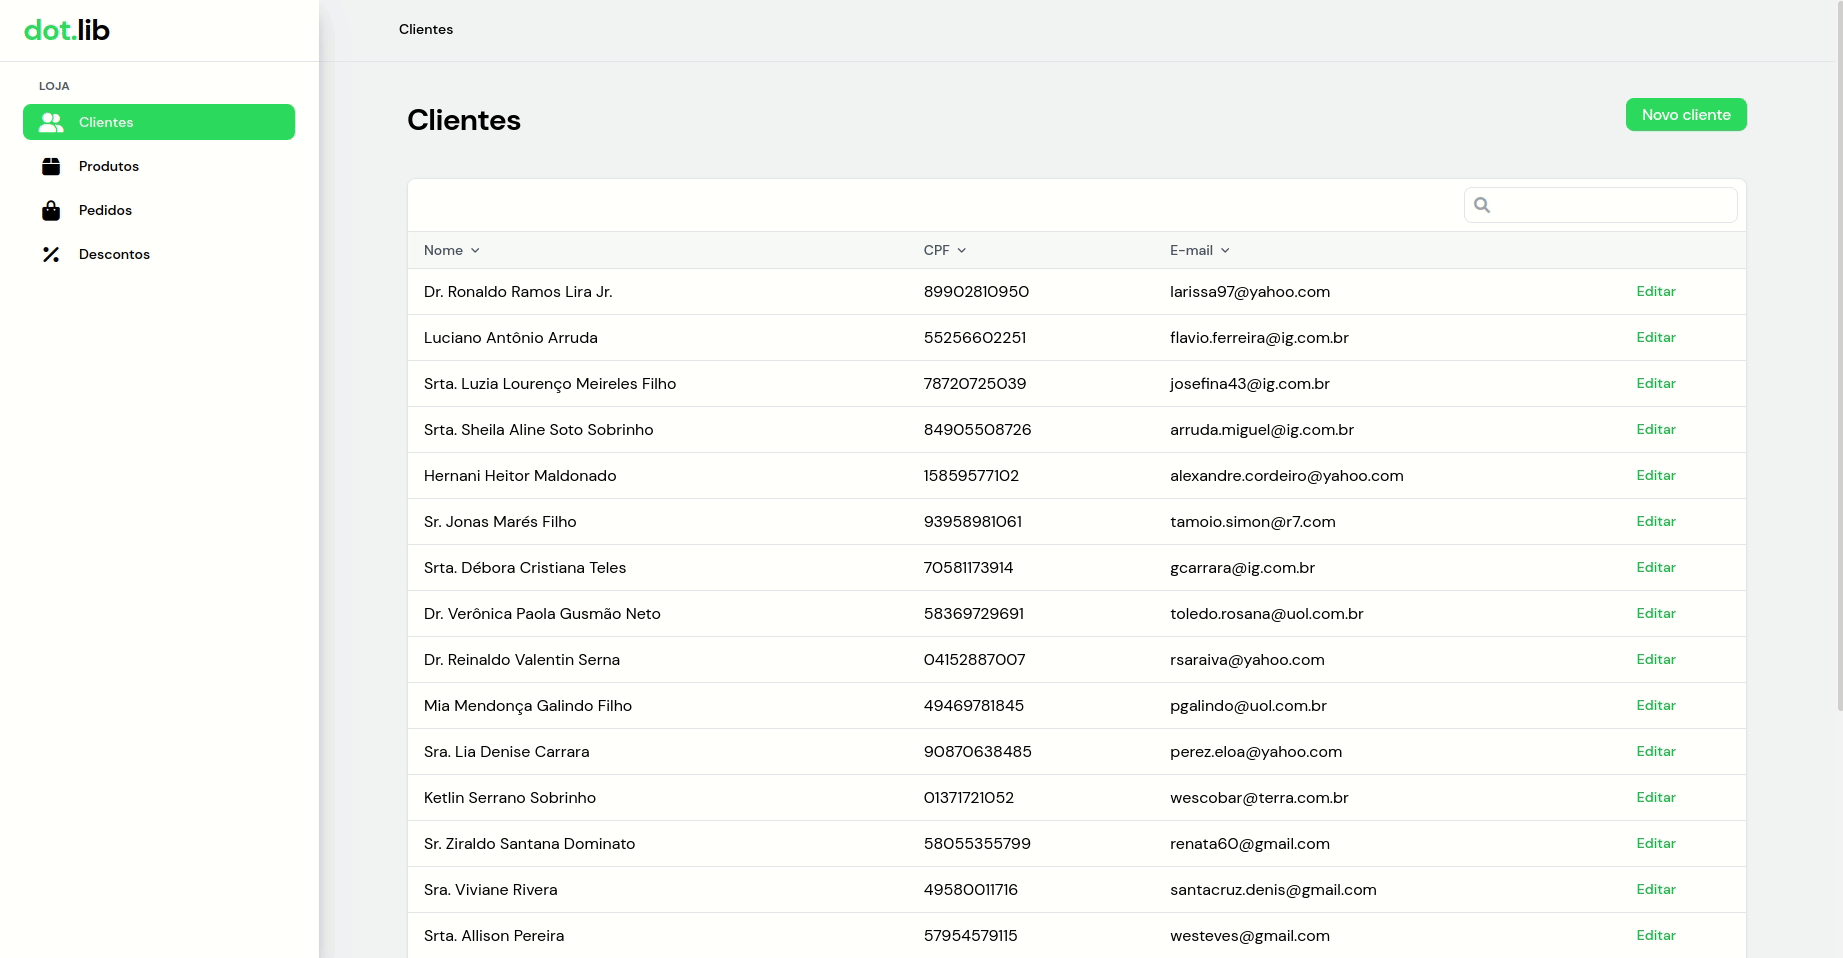 dot.lib
Clientes
LOJA
Clientes
Produtos
Pedidos
Descontos
Clientes
Novo cliente
Nome CPF E-mail
Dr. Ronaldo Ramos Lira Jr. 89902810950 larissa97@yahoo.com Editar
Luciano Antônio Arruda 55256602251 flavio.ferreira@ig.com.br Editar
Srta. Luzia Lourenço Meireles Filho 78720725039 josefina43@ig.com.br Editar
Srta. Sheila Aline Soto Sobrinho 84905508726 arruda.miguel@ig.com.br Editar
Hernani Heitor Maldonado 15859577102 alexandre.cordeiro@yahoo.com Editar
Sr. Jonas Marés Filho 93958981061 tamoio.simon@r7.com Editar
Srta. Débora Cristiana Teles 70581173914 gcarrara@ig.com.br Editar
Dr. Verônica Paola Gusmão Neto 58369729691 toledo.rosana@uol.com.br Editar
Dr. Reinaldo Valentin Serna 04152887007 rsaraiva@yahoo.com Editar
Mia Mendonça Galindo Filho 49469781845 pgalindo@uol.com.br Editar
Sra. Lia Denise Carrara 90870638485 perez.eloa@yahoo.com Editar
Ketlin Serrano Sobrinho 01371721052 wescobar@terra.com.br Editar
Sr. Ziraldo Santana Dominato 58055355799 renata60@gmail.com Editar
Sra. Viviane Rivera 49580011716 santacruz.denis@gmail.com Editar
Srta. Allison Pereira 57954579115 westeves@gmail.com Editar